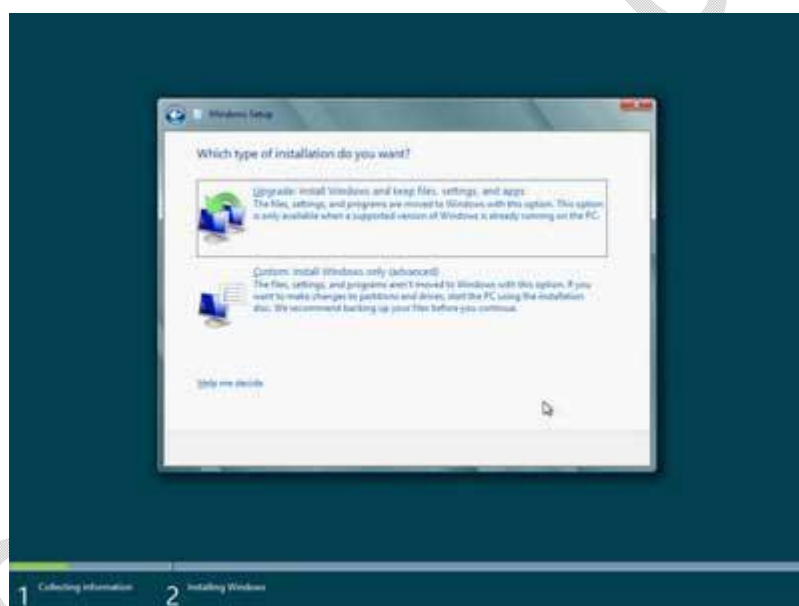 Windows Setup
Which type of installation do you want?
Upgrade: Install Windows and keep files, settings, and apps
The files, settings, and programs are moved to Windows with this option. This option
is only available when a supported version of Windows is already running on the PC.
Custom: Install Windows only (advanced)
The files, settings, and programs aren't moved to Windows with this option. If you
want to make changes to partitions and drives, start the PC using the installation
disc. We recommend backing up your files before you continue.
Help me decide
1 Collecting information 2 Installing Windows